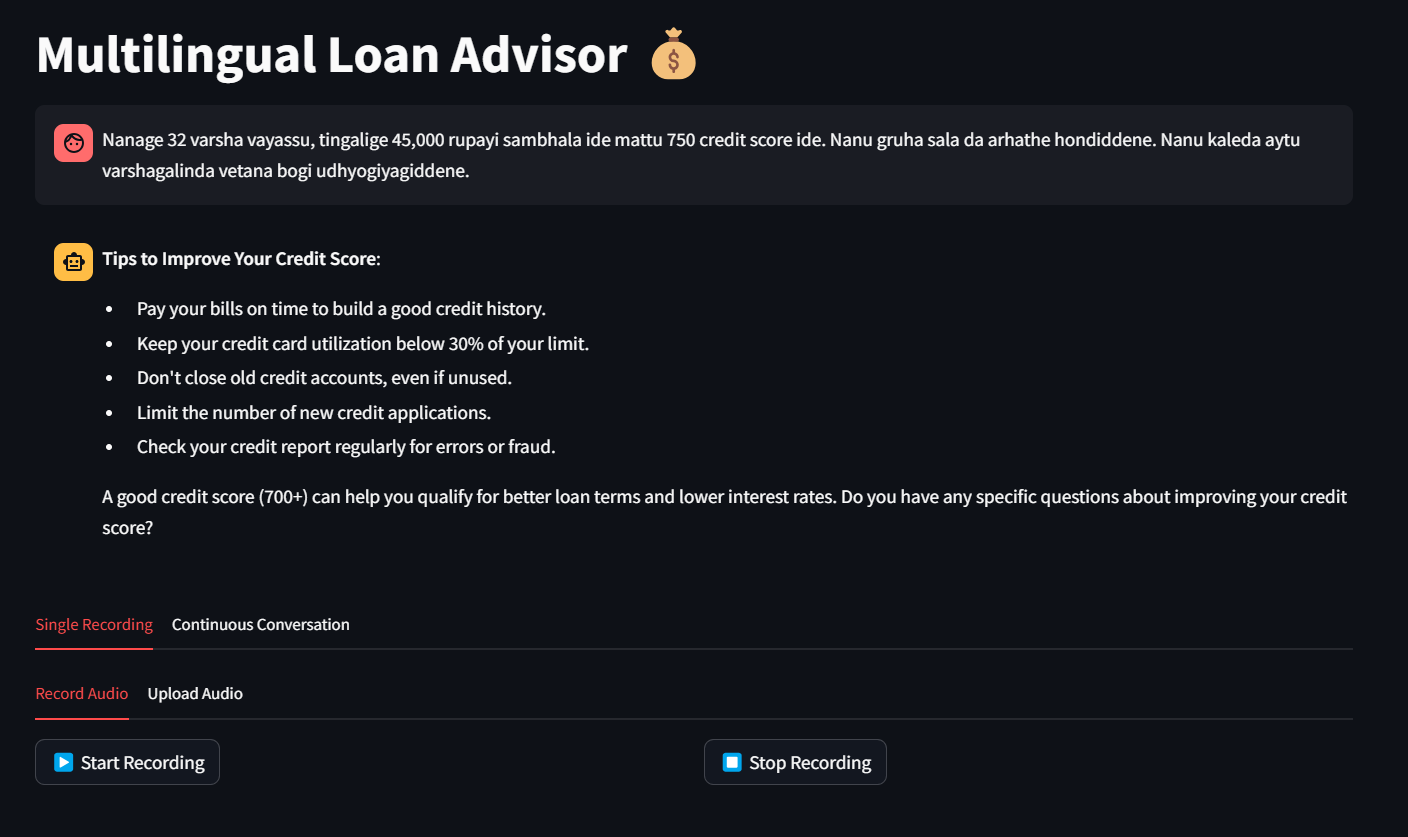 Multilingual Loan Advisor
Nanage 32 varsha vayassu, tingalige 45,000 rupayi sambhala ide mattu 750 credit score ide. Nanu gruha sala da arhathe hondiddene. Nanu kaleda aytu
varshagalinda vetana bogi udhyogiyagiddene.
Tips to Improve Your Credit Score:
• Pay your bills on time to build a good credit history.
• Keep your credit card utilization below 30% of your limit.
• Don't close old credit accounts, even if unused.
• Limit the number of new credit applications.
• Check your credit report regularly for errors or fraud.
A good credit score (700+) can help you qualify for better loan terms and lower interest rates. Do you have any specific questions about improving your credit
score?
Single Recording Continuous Conversation
Record Audio Upload Audio
Start Recording Stop Recording